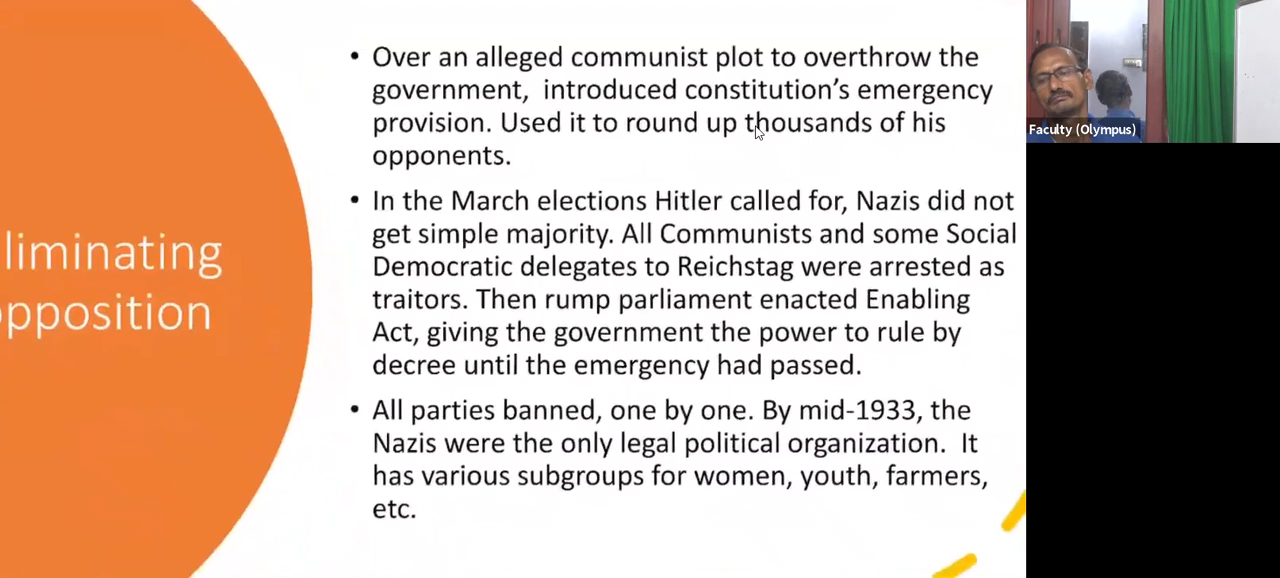 liminating
opposition
• Over an alleged communist plot to overthrow the
government, introduced constitution's emergency
provision. Used it to round up thousands of his
opponents.
• In the March elections Hitler called for, Nazis did not
get simple majority. All Communists and some Social
Democratic delegates to Reichstag were arrested as
traitors. Then rump parliament enacted Enabling
Act, giving the government the power to rule by
decree until the emergency had passed.
• All parties banned, one by one. By mid-1933, the
Nazis were the only legal political organization. It
has various subgroups for women, youth, farmers,
etc.
Faculty (Olympus)